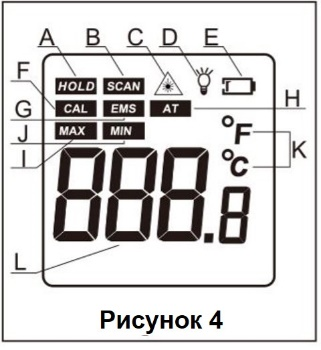 A B C D E
F HOLD SCAN
G CAL EMS AT H
J MAX MIN °F
I °C K
888.8
L
Рисунок 4